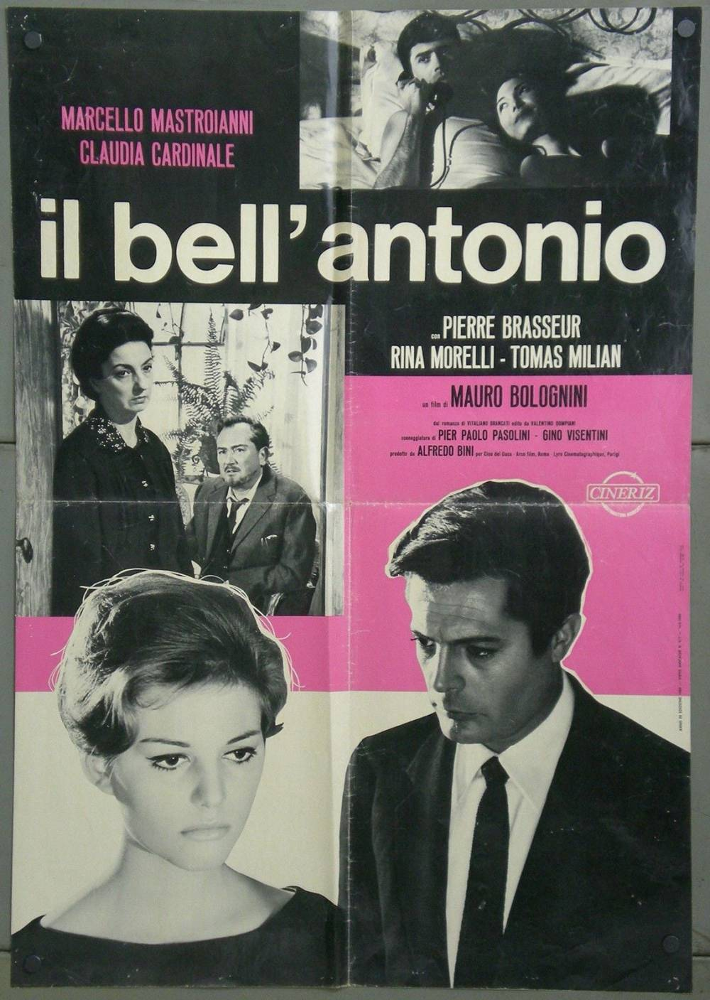 MARCELLO MASTROIANNI
CLAUDIA CARDINALE
il bell'antonio
con PIERRE BRASSEUR
RINA MORELLI - TOMAS MILIAN
un film di MAURO BOLOGNINI
dal romanzo di VITALIANO BRANCATI edito da VALENTINO BOMPIANI
sceneggiatura di PIER PAOLO PASOLINI - GINO VISENTINI
prodotto da ALFREDO BINI per Cino del Duca - Arco film, Roma - Lyre Cinematographique, Parigi
CINERIZ